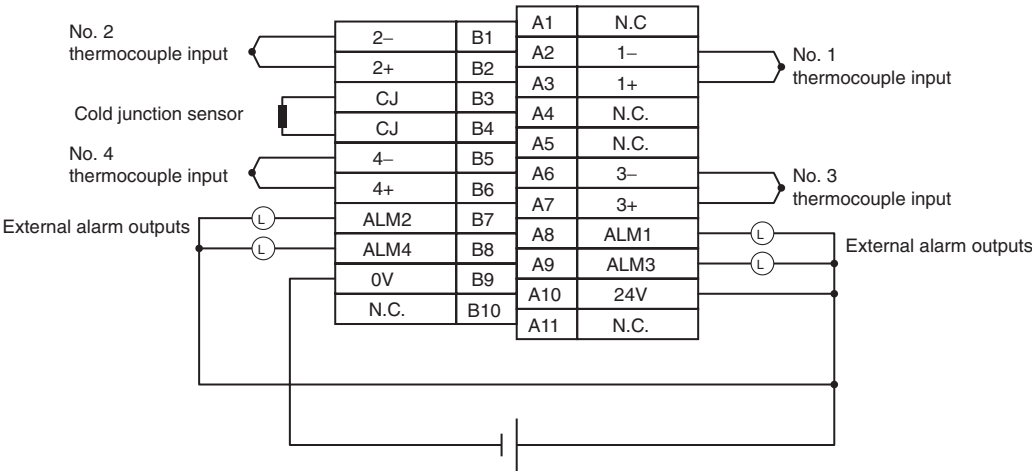 No. 2
thermocouple input
Cold junction sensor
No. 4
thermocouple input
External alarm outputs
2– B1
2+ B2
CJ B3
CJ B4
4– B5
4+ B6
ALM2 B7
ALM4 B8
0V B9
N.C. B10
L
L
A1 N.C
A2 1–
A3 1+
A4 N.C.
A5 N.C.
A6 3–
A7 3+
A8 ALM1
A9 ALM3
A10 24V
A11 N.C.
L
L
No. 1
thermocouple input
No. 3
thermocouple input
External alarm outputs